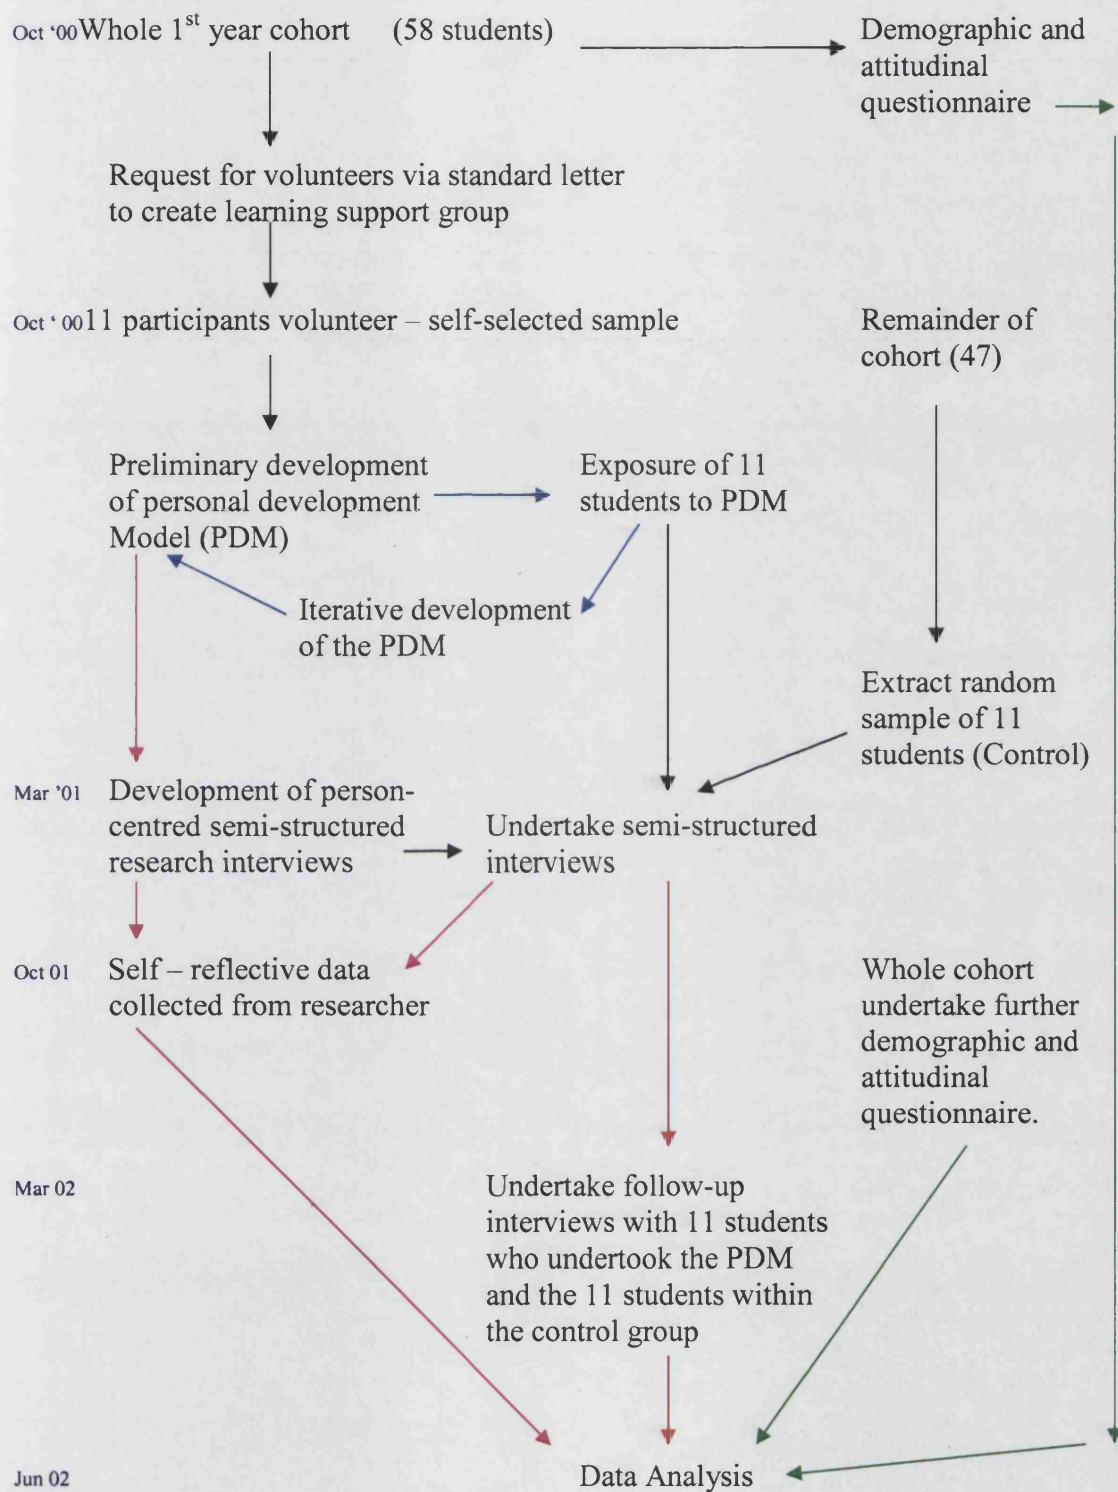 Oct ‘00 Whole 1st year cohort (58 students)
Demographic and
attitudinal
questionnaire
Request for volunteers via standard letter
to create learning support group
Oct ‘ 00 11 participants volunteer – self-selected sample
Remainder of
cohort (47)
Preliminary development
of personal development
Model (PDM)
Exposure of 11
students to PDM
Iterative development
of the PDM
Extract random
sample of 11
students (Control)
Mar ’01
Development of person-
centred semi-structured
research interviews
Undertake semi-structured
interviews
Oct 01
Self – reflective data
collected from researcher
Whole cohort
undertake further
demographic and
attitudinal
questionnaire.
Mar 02
Undertake follow-up
interviews with 11 students
who undertook the PDM
and the 11 students within
the control group
Jun 02
Data Analysis